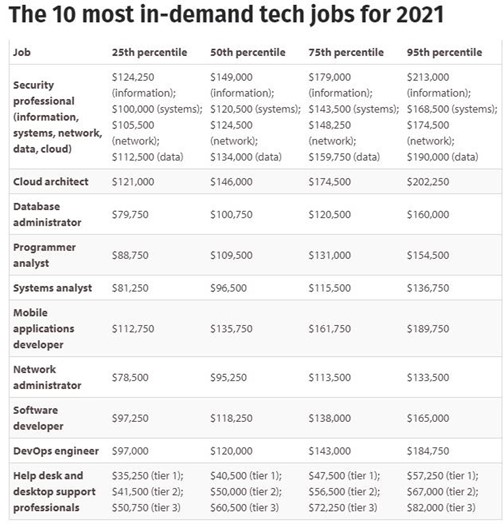 The 10 most in-demand tech jobs for 2021
Job 25th percentile 50th percentile 75th percentile 95th percentile
Security professional (information, systems, network, data, cloud) $124,250 (information); $100,000 (systems); $105,500 (network); $112,500 (data) $149,000 (information); $120,500 (systems); $124,500 (network); $134,000 (data) $179,000 (information); $143,500 (systems); $148,250 (network); $159,750 (data) $213,000 (information); $168,500 (systems); $174,500 (network); $190,000 (data)
Cloud architect $121,000 $146,000 $174,500 $202,250
Database administrator $79,750 $100,750 $120,500 $160,000
Programmer analyst $88,750 $109,500 $131,000 $154,500
Systems analyst $81,250 $96,500 $115,500 $136,750
Mobile applications developer $112,750 $135,750 $161,750 $189,750
Network administrator $78,500 $95,250 $113,500 $133,500
Software developer $97,250 $118,250 $138,000 $165,000
DevOps engineer $97,000 $120,000 $143,000 $184,750
Help desk and desktop support professionals $35,250 (tier 1); $41,500 (tier 2); $50,750 (tier 3) $40,500 (tier 1); $50,000 (tier 2); $60,500 (tier 3) $47,500 (tier 1); $56,500 (tier 2); $72,250 (tier 3) $57,250 (tier 1); $67,000 (tier 2); $82,000 (tier 3)